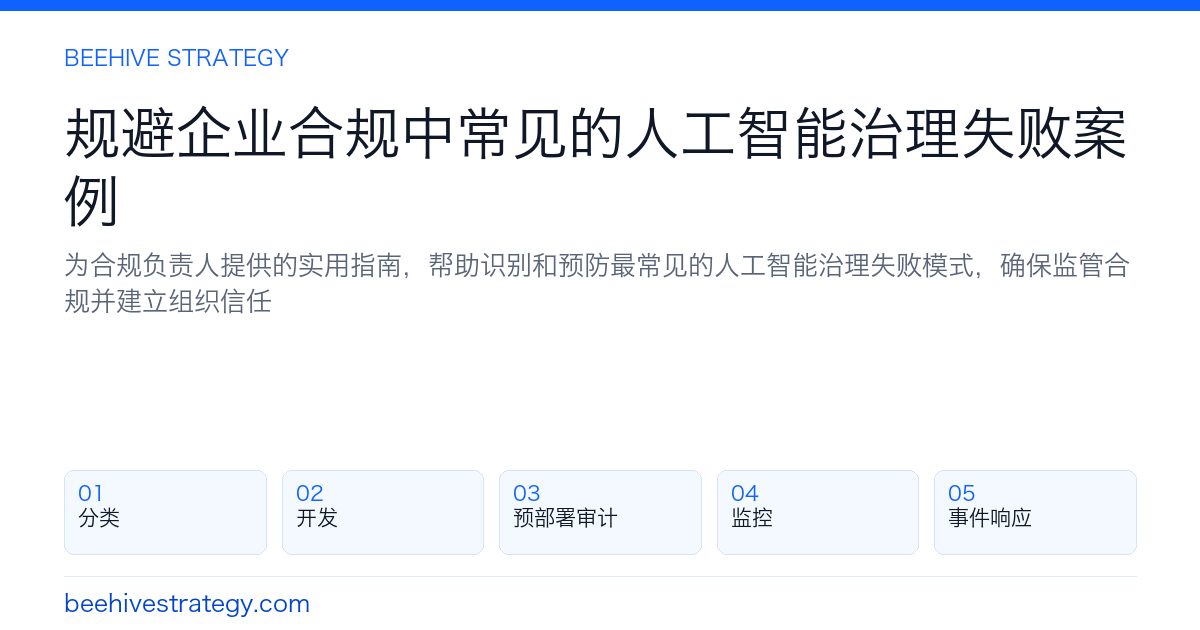 BEEHIVE STRATEGY
规避企业合规中常见的人工智能治理失败案
例
为合规负责人提供的实用指南，帮助识别和预防最常见的人工智能治理失败模式，确保监管合
规并建立组织信任
01
分类
02
开发
03
预部署审计
04
监控
05
事件响应
beehivestrategy.com